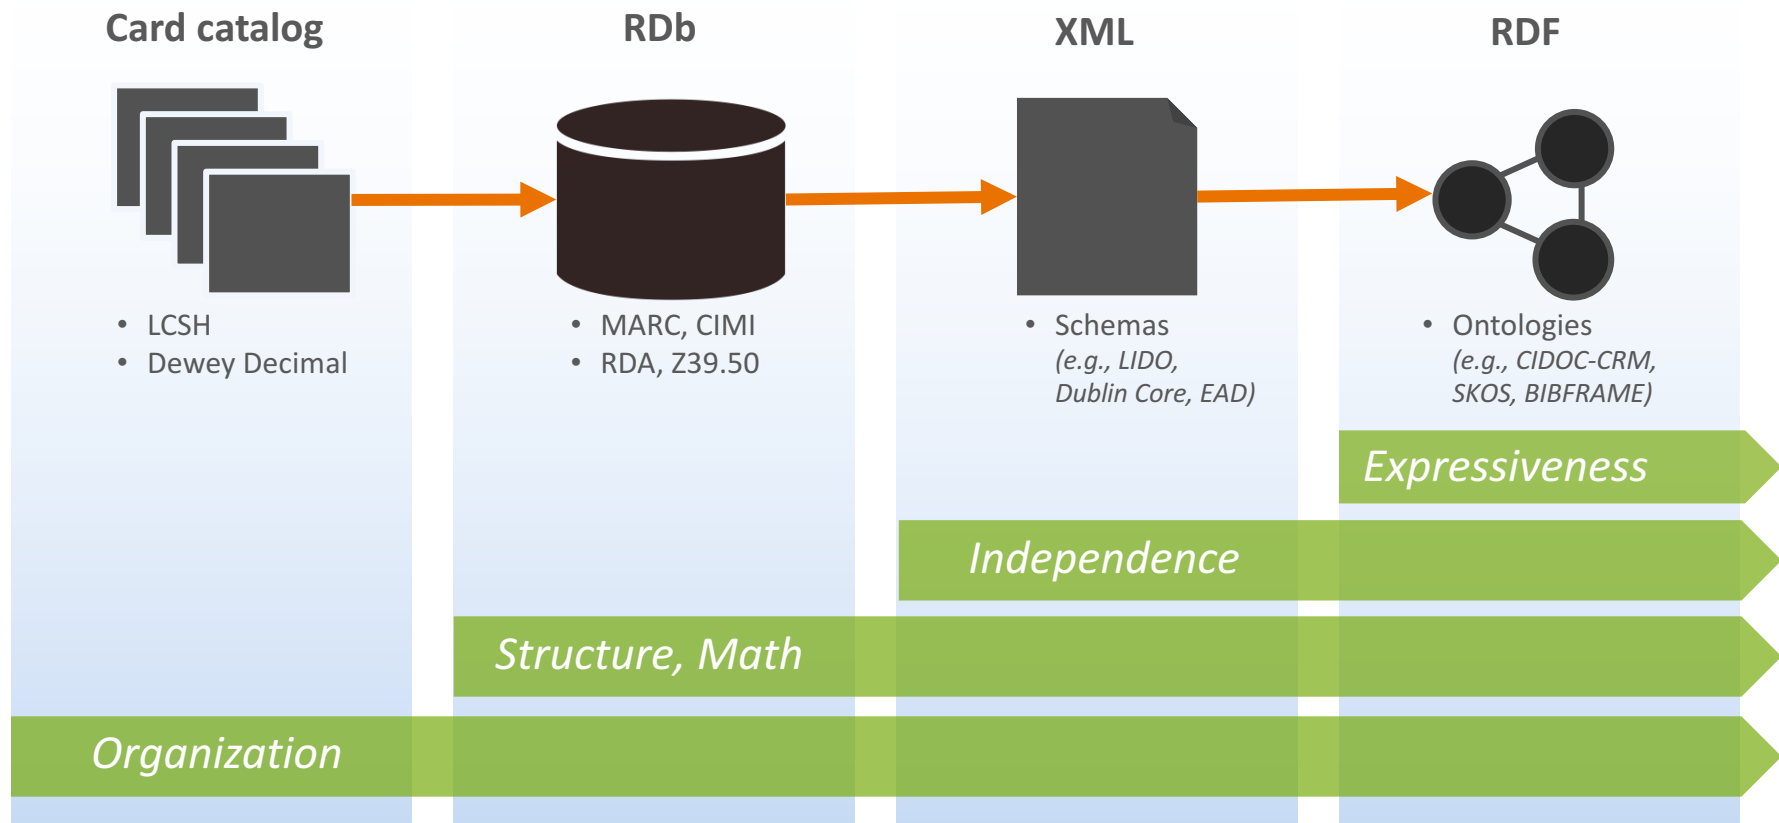 Card catalog
RDb
XML
RDF
• LCSH
• Dewey Decimal
• MARC, CIMI
• RDA, Z39.50
• Schemas
(e.g., LIDO,
Dublin Core, EAD)
• Ontologies
(e.g., CIDOC-CRM,
SKOS, BIBFRAME)
Expressiveness
Independence
Structure, Math
Organization